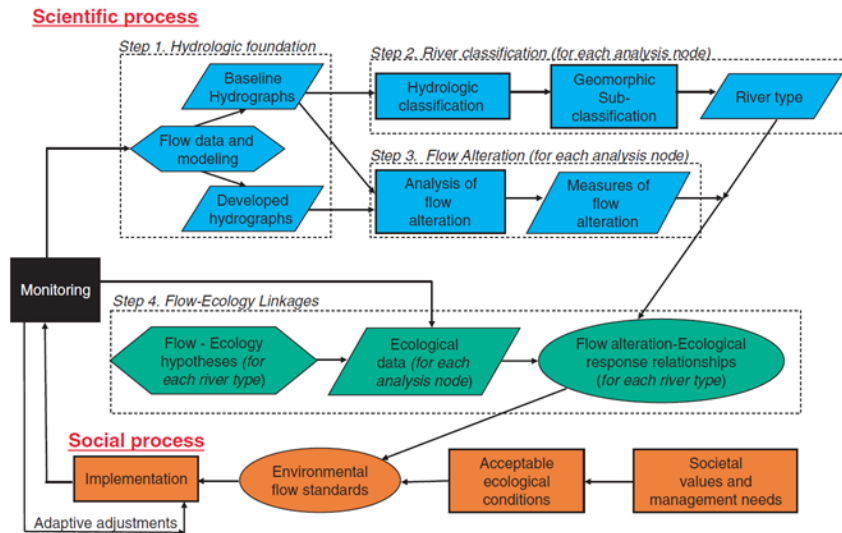 Scientific process
Step 1. Hydrologic foundation
Baseline
Hydrographs
Flow data and
modeling
Developed
hydrographs
Step 2. River classification (for each analysis node)
Hydrologic
classification
Geomorphic
Sub-
classification
River type
Step 3. Flow Alteration (for each analysis node)
Analysis of
flow
alteration
Measures of
flow
alteration
Monitoring
Step 4. Flow-Ecology Linkages
Flow - Ecology
hypotheses (for
each river type)
Ecological
data (for each
analysis node)
Flow alteration-Ecological
response relationships
(for each river type)
Social process
Implementation
Environmental
flow standards
Acceptable
ecological
conditions
Societal
values and
management needs
Adaptive adjustments